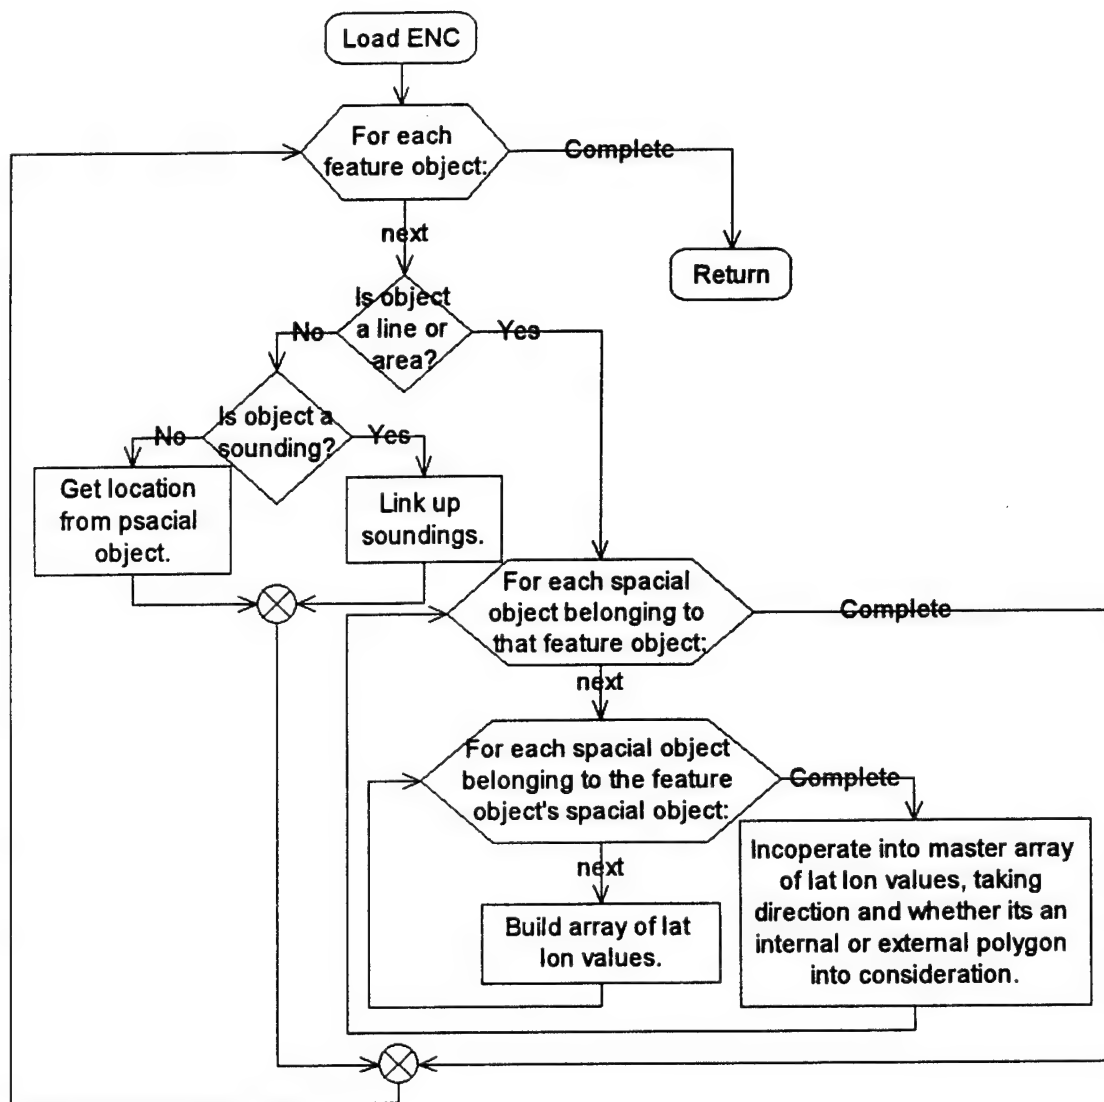 Load ENC
For each
feature object:
Complete
next
Return
Is object
a line or
area?
No
Yes
Is object a
sounding?
No
Yes
Get location
from psacial
object.
Link up
soundings.
For each spacial
object belonging to
that feature object;
Complete
next
For each spacial object
belonging to the feature
object's spacial object:
Complete
next
Build array of lat
lon values.
Incoperate into master array
of lat lon values, taking
direction and whether its an
internal or external polygon
into consideration.